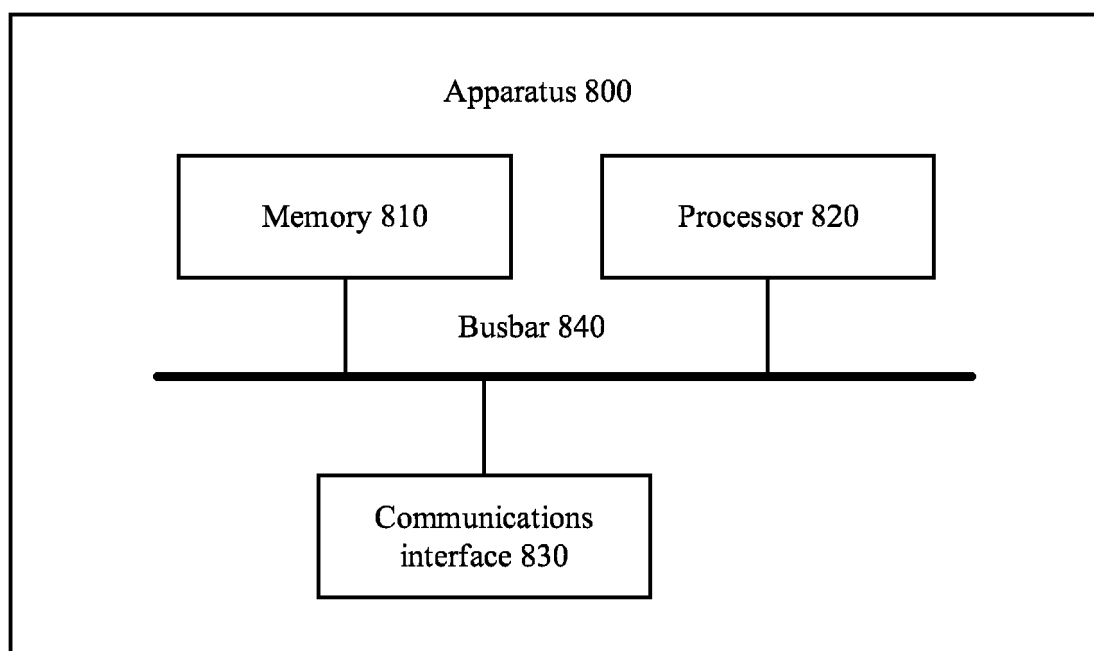 Apparatus 800
Memory 810
Processor 820
Busbar 840
Communications
interface 830